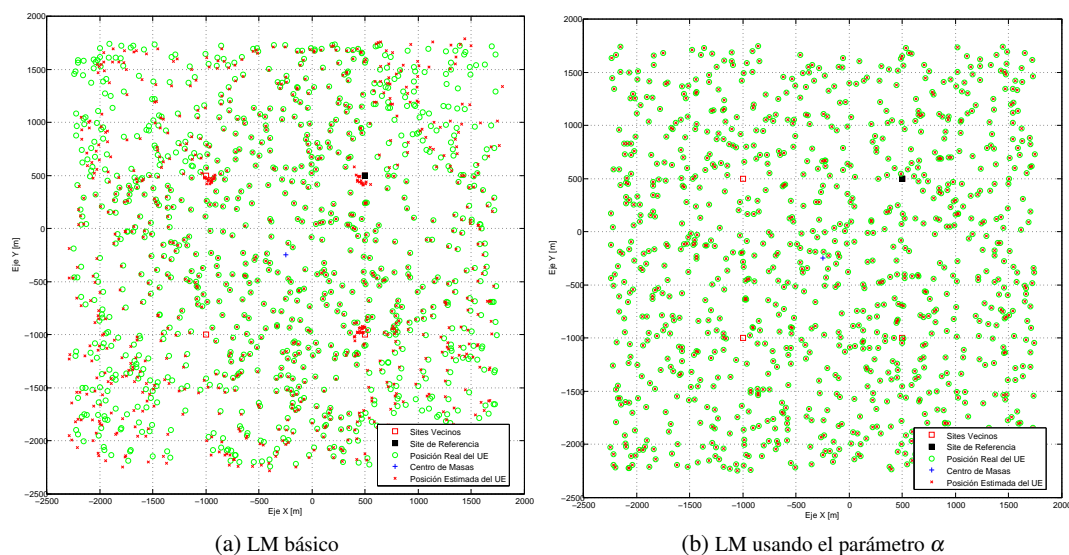 2000
1500
1000
500
0
−500
−1000
−1500
−2000
−2500
Eje Y [m]
−2500 −2000 −1500 −1000 −500 0 500 1000 1500 2000
Eje X [m]
Sites Vecinos
Site de Referencia
Posición Real del UE
Centro de Masas
Posición Estimada del UE
(a) LM básico
2000
1500
1000
500
0
−500
−1000
−1500
−2000
−2500
Eje Y [m]
−2500 −2000 −1500 −1000 −500 0 500 1000 1500 2000
Eje X [m]
Sites Vecinos
Site de Referencia
Posición Real del UE
Centro de Masas
Posición Estimada del UE
(b) LM usando el parámetro α